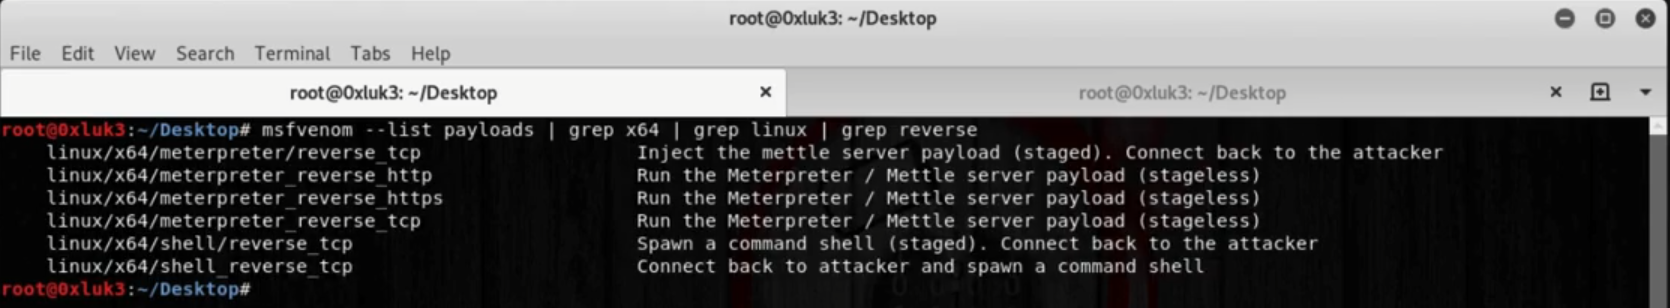 root@0xluk3: ~/Desktop
File Edit View Search Terminal Tabs Help
root@0xluk3: ~/Desktop × root@0xluk3: ~/Desktop ×
root@0xluk3:~/Desktop# msfvenom --list payloads | grep x64 | grep linux | grep reverse
linux/x64/meterpreter/reverse_tcp Inject the mettle server payload (staged). Connect back to the attacker
linux/x64/meterpreter_reverse_http Run the Meterpreter / Mettle server payload (stageless)
linux/x64/meterpreter_reverse_https Run the Meterpreter / Mettle server payload (stageless)
linux/x64/meterpreter_reverse_tcp Run the Meterpreter / Mettle server payload (stageless)
linux/x64/shell/reverse_tcp Spawn a command shell (staged). Connect back to the attacker
linux/x64/shell_reverse_tcp Connect back to attacker and spawn a command shell
root@0xluk3:~/Desktop#